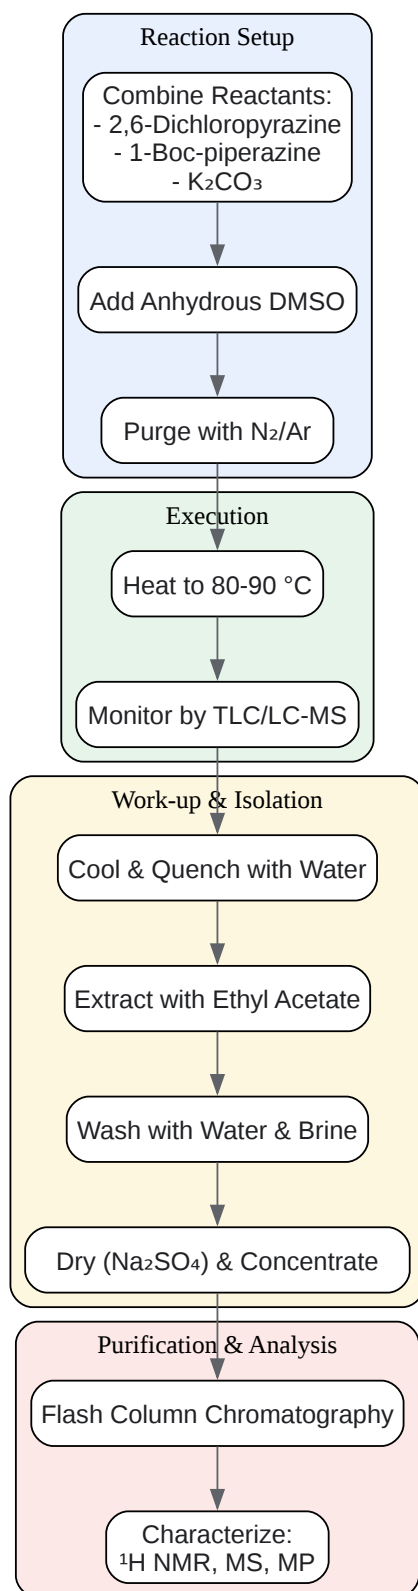 Reaction Setup
Combine Reactants:
- 2,6-Dichloropyrazine
- 1-Boc-piperazine
- K₂CO₃
Add Anhydrous DMSO
Purge with N₂/Ar
Execution
Heat to 80-90 °C
Monitor by TLC/LC-MS
Work-up & Isolation
Cool & Quench with Water
Extract with Ethyl Acetate
Wash with Water & Brine
Dry (Na₂SO₄) & Concentrate
Purification & Analysis
Flash Column Chromatography
Characterize:
¹H NMR, MS, MP